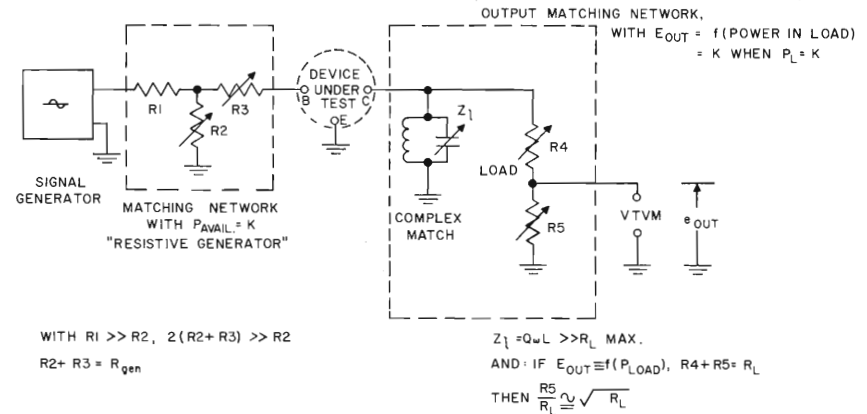 OUTPUT MATCHING NETWORK,
WITH EOUT = f(POWER IN LOAD)
= K WHEN PL = K
DEVICE
UNDER
TEST
B
C
E
R1
R2
R3
Zl
R4
LOAD
R5
VTVM
eOUT
SIGNAL
GENERATOR
MATCHING NETWORK
WITH PAVAIL. = K
"RESISTIVE GENERATOR"
COMPLEX
MATCH
WITH R1 >> R2, 2(R2+R3) >> R2
R2+ R3 = Rgen
Zl = QωL >> RL MAX.
AND: IF EOUT ≡ f(PLOAD), R4+R5= RL
THEN R5/RL ≅ √RL